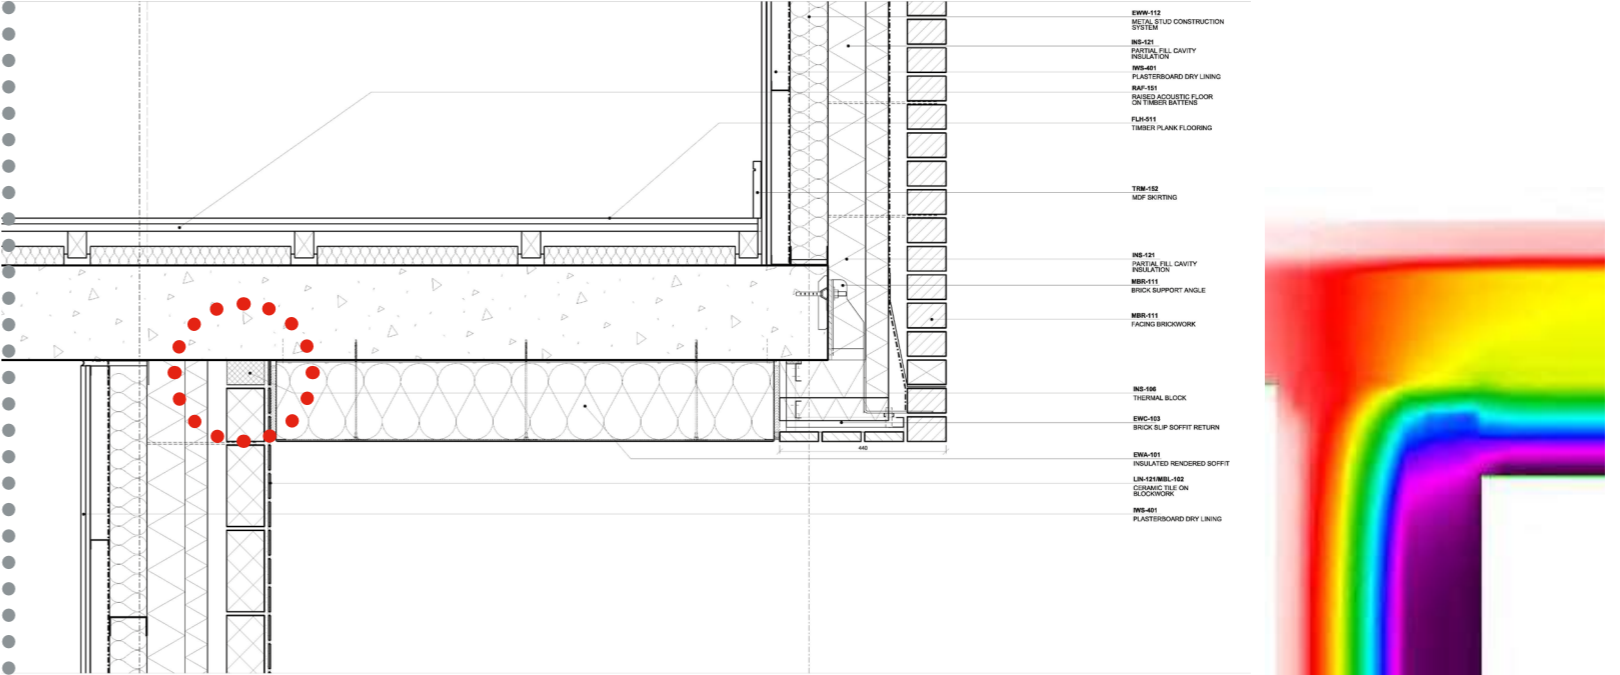 EWW-112
METAL STUD CONSTRUCTION
SYSTEM
INS-121
PARTIAL FILL CAVITY
INSULATION
IWS-401
PLASTERBOARD DRY LINING
RAF-151
RAISED ACOUSTIC FLOOR
ON TIMBER BATTENS
FLH-511
TIMBER PLANK FLOORING
TRM-152
MDF SKIRTING
INS-121
PARTIAL FILL CAVITY
INSULATION
MBR-111
BRICK SUPPORT ANGLE
MBR-111
FACING BRICKWORK
INS-106
THERMAL BLOCK
EWC-103
BRICK SLIP SOFFIT RETURN
440
EWA-101
INSULATED RENDERED SOFFIT
LIN-121/MBL-102
CERAMIC TILE ON
BLOCKWORK
IWS-401
PLASTERBOARD DRY LINING